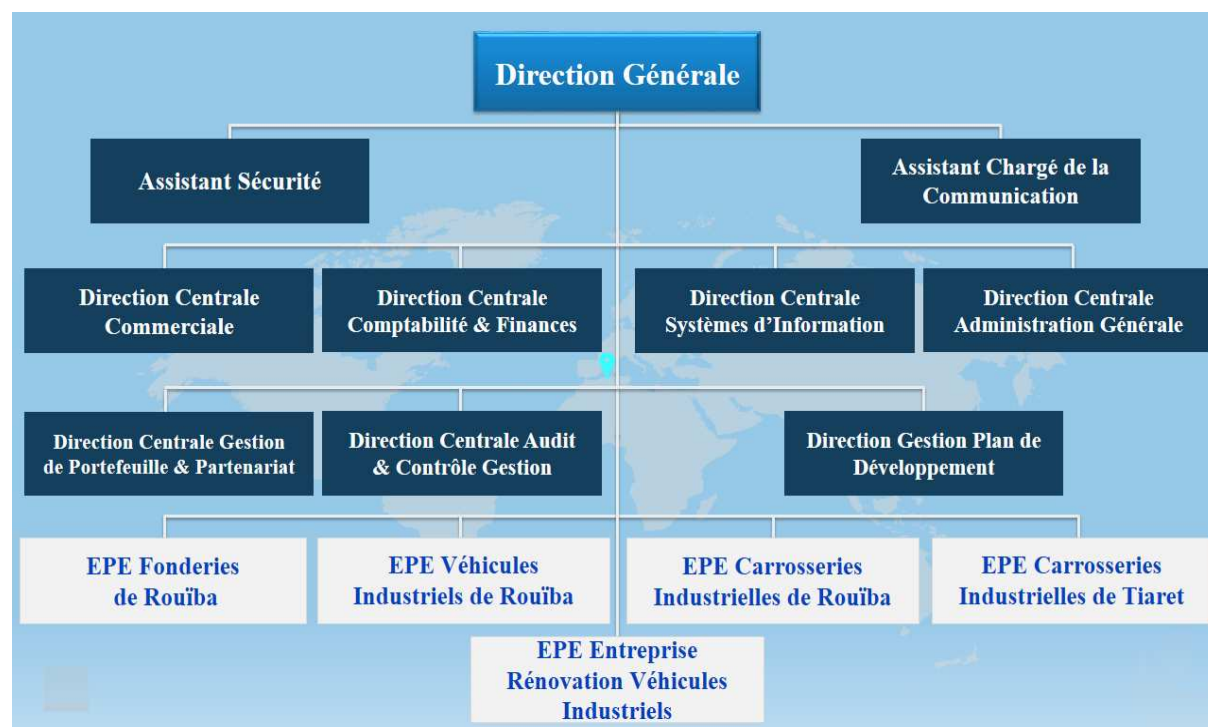 Direction Générale
Assistant Sécurité
Assistant Chargé de la
Communication
Direction Centrale
Commerciale
Direction Centrale
Comptabilité & Finances
Direction Centrale
Systèmes d’Information
Direction Centrale
Administration Générale
Direction Centrale Gestion
de Portefeuille & Partenariat
Direction Centrale Audit
& Contrôle Gestion
Direction Gestion Plan de
Développement
EPE Fonderies
de Rouïba
EPE Véhicules
Industriels de Rouïba
EPE Carrosseries
Industrielles de Rouïba
EPE Carrosseries
Industrielles de Tiaret
EPE Entreprise
Rénovation Véhicules
Industriels